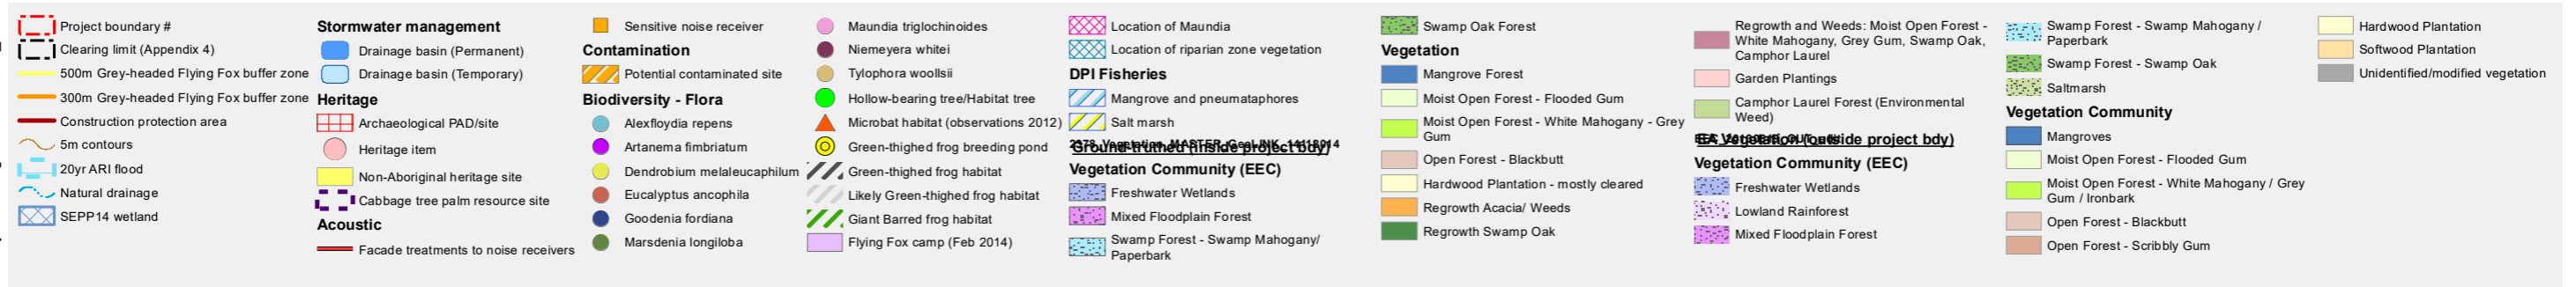 Project boundary #
Clearing limit (Appendix 4)
500m Grey-headed Flying Fox buffer zone
300m Grey-headed Flying Fox buffer zone
Construction protection area
5m contours
20yr ARI flood
Natural drainage
SEPP14 wetland
Stormwater management
Drainage basin (Permanent)
Drainage basin (Temporary)
Heritage
Archaeological PAD/site
Heritage item
Non-Aboriginal heritage site
Cabbage tree palm resource site
Acoustic
Facade treatments to noise receivers
Sensitive noise receiver
Contamination
Potential contaminated site
Biodiversity - Flora
Alexfloydia repens
Artanema fimbriatum
Dendrobium melaleucaphilum
Eucalyptus ancophila
Goodenia fordiana
Marsdenia longiloba
Maundia triglochinoides
Niemeyera whitei
Tylophora woollsii
Hollow-bearing tree/Habitat tree
Microbat habitat (observations 2012)
Green-thighed frog breeding pond
Green-thighed frog habitat
Likely Green-thighed frog habitat
Giant Barred frog habitat
Flying Fox camp (Feb 2014)
Location of Maundia
Location of riparian zone vegetation
DPI Fisheries
Mangrove and pneumataphores
Salt marsh
Ground-truthed (inside project bdy)
Vegetation Community (EEC)
Freshwater Wetlands
Mixed Floodplain Forest
Swamp Forest - Swamp Mahogany/
Paperbark
Swamp Oak Forest
Vegetation
Mangrove Forest
Moist Open Forest - Flooded Gum
Moist Open Forest - White Mahogany - Grey
Gum
Open Forest - Blackbutt
Hardwood Plantation - mostly cleared
Regrowth Acacia/ Weeds
Regrowth Swamp Oak
Regrowth and Weeds: Moist Open Forest -
White Mahogany, Grey Gum, Swamp Oak,
Camphor Laurel
Garden Plantings
Camphor Laurel Forest (Environmental
Weed)
EA Vegetation (outside project bdy)
Vegetation Community (EEC)
Freshwater Wetlands
Lowland Rainforest
Mixed Floodplain Forest
Swamp Forest - Swamp Mahogany /
Paperbark
Swamp Forest - Swamp Oak
Saltmarsh
Vegetation Community
Mangroves
Moist Open Forest - Flooded Gum
Moist Open Forest - White Mahogany / Grey
Gum / Ironbark
Open Forest - Blackbutt
Open Forest - Scribbly Gum
Hardwood Plantation
Softwood Plantation
Unidentified/modified vegetation